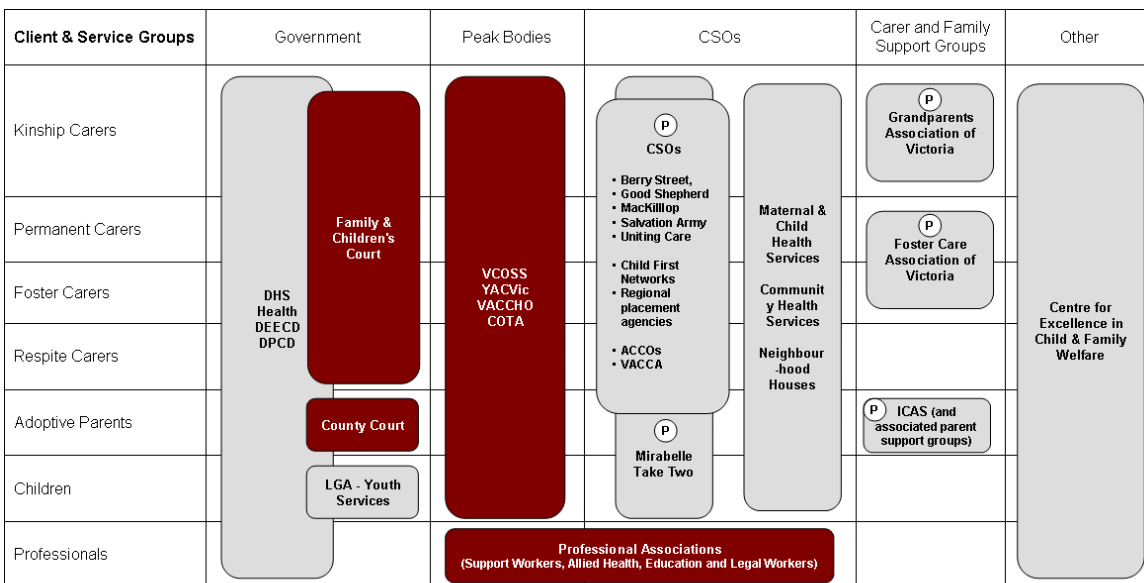 Client & Service Groups
Government
Peak Bodies
CSOs
Carer and Family
Support Groups
Other
Kinship Carers
Permanent Carers
Foster Carers
Respite Carers
Adoptive Parents
Children
Professionals
DHS
Health
DEECD
DPCD
Family &
Children's
Court
County Court
LGA - Youth
Services
VCOSS
YACVic
VACCHO
COTA
P
CSOs
▪ Berry Street,
▪ Good Shepherd
▪ MacKilllop
▪ Salvation Army
▪ Uniting Care
▪ Child First
Networks
▪ Regional
placement
agencies
▪ ACCOs
▪ VACCA
P
Mirabelle
Take Two
Maternal &
Child
Health
Services
Communit
y Health
Services
Neighbour
-hood
Houses
P
Grandparents
Association of
Victoria
P
Foster Care
Association of
Victoria
P
ICAS (and
associated parent
support groups)
Centre for
Excellence in
Child & Family
Welfare
Professional Associations
(Support Workers, Allied Health, Education and Legal Workers)